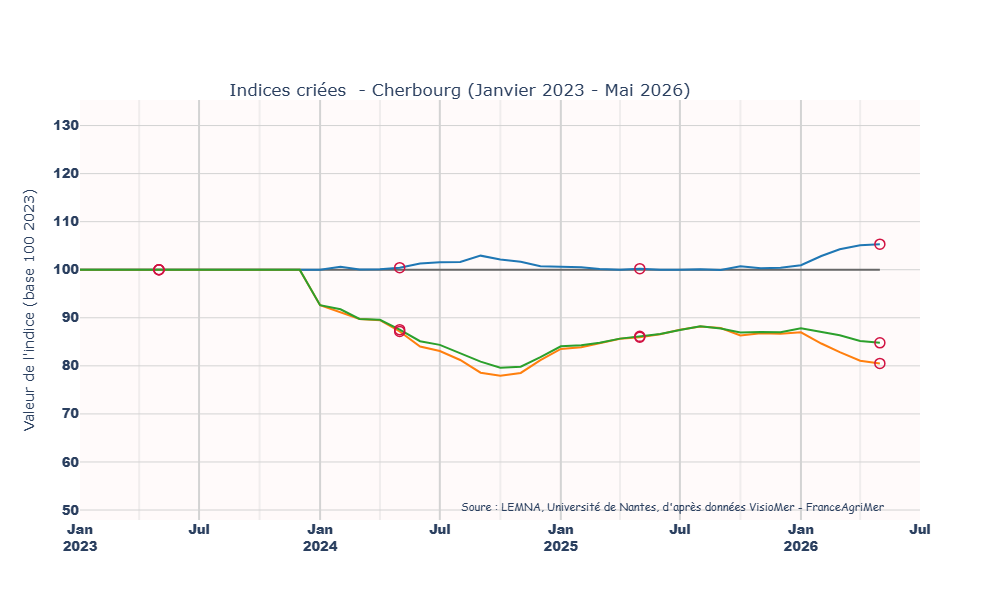 Indices criées  - Cherbourg (Janvier 2023 - Mai 2026)
Valeur de l'indice (base 100 2023)
130
120
110
100
90
80
70
60
50
Soure : LEMNA, Université de Nantes, d'après données VisioMer - FranceAgriMer
Jan Jul Jan Jul Jan Jul Jan Jul
2023 2024 2025 2026